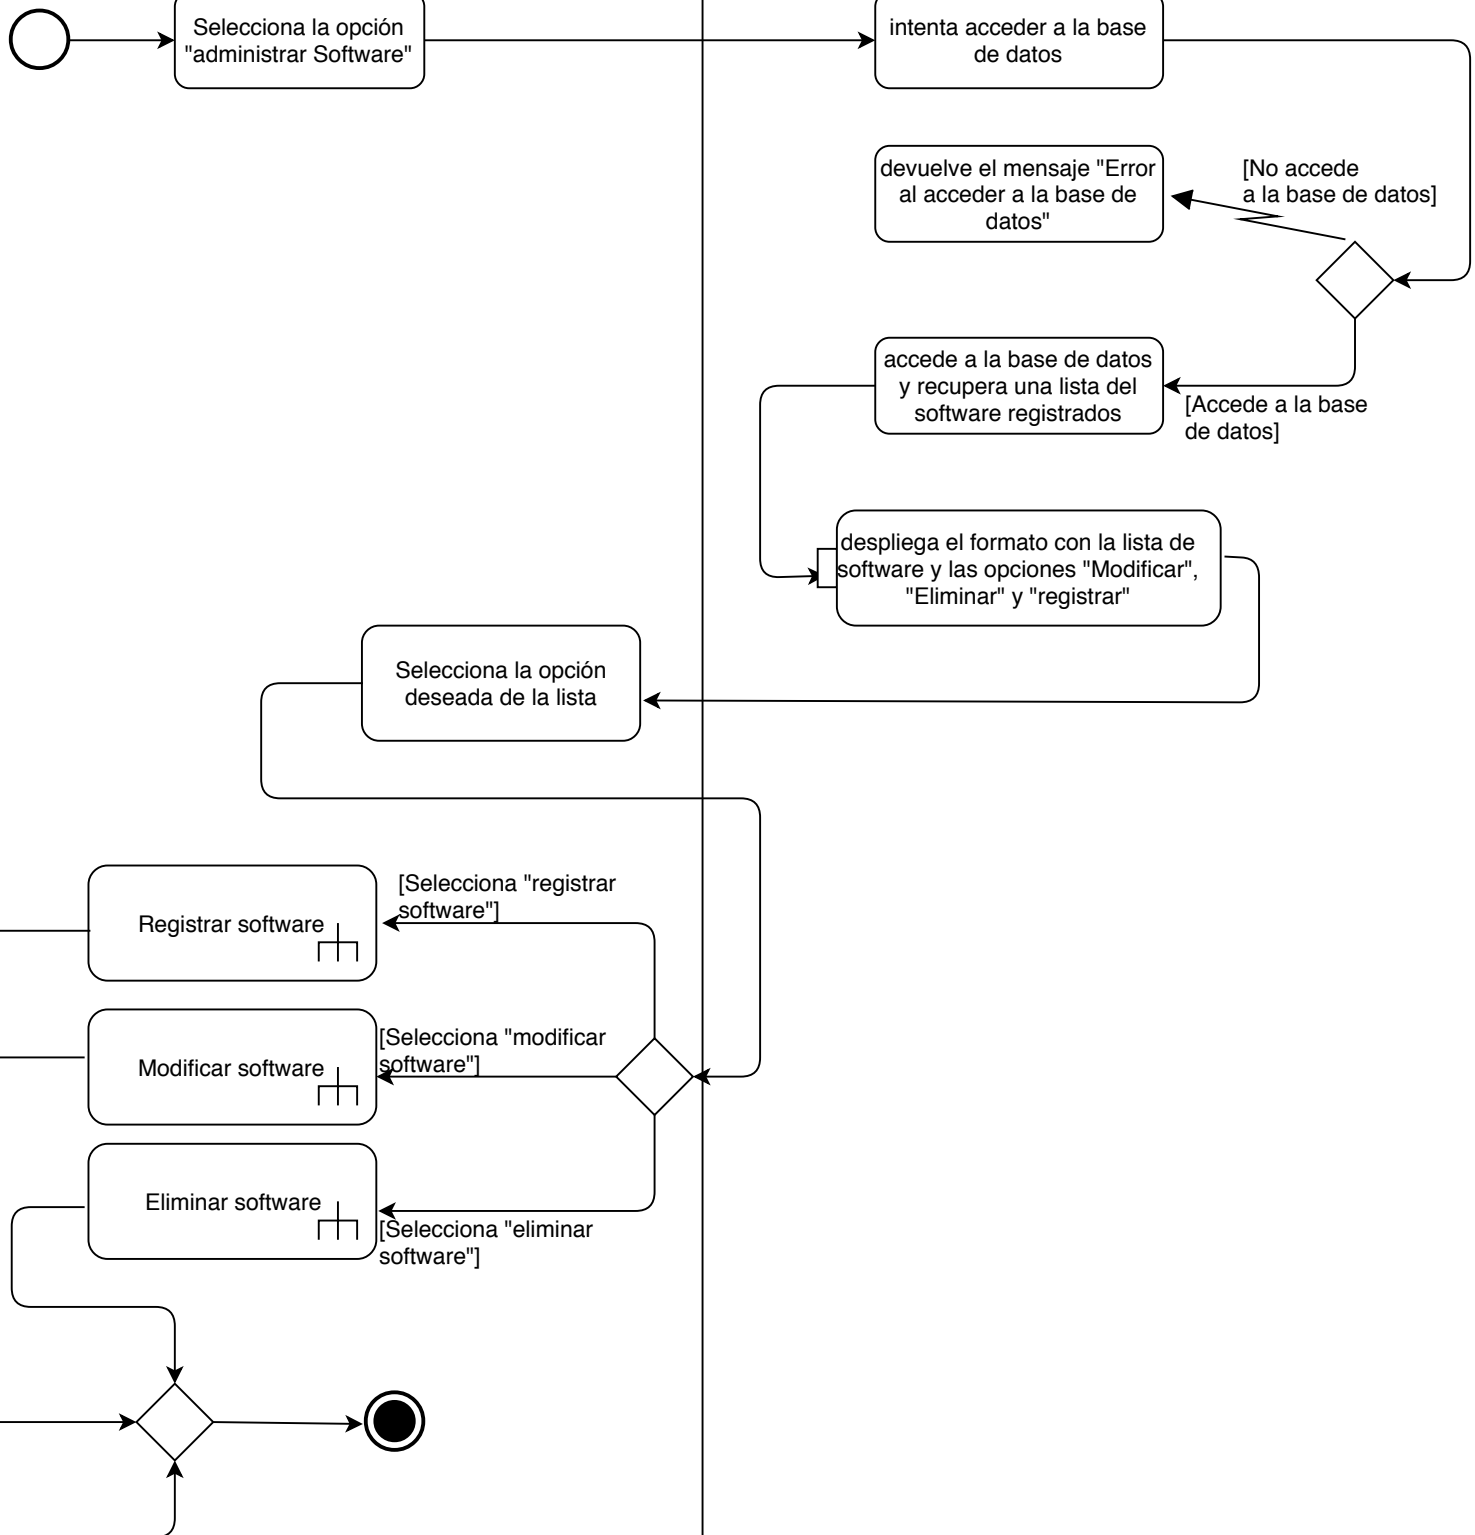 Selecciona la opción
"administrar Software"
intenta acceder a la base
de datos
devuelve el mensaje "Error
al acceder a la base de
datos"
[No accede
a la base de datos]
accede a la base de datos
y recupera una lista del
software registrados
[Accede a la base
de datos]
despliega el formato con la lista de
software y las opciones "Modificar",
"Eliminar" y "registrar"
Selecciona la opción
deseada de la lista
Registrar software
[Selecciona "registrar
software"]
Modificar software
[Selecciona "modificar
software"]
Eliminar software
[Selecciona "eliminar
software"]